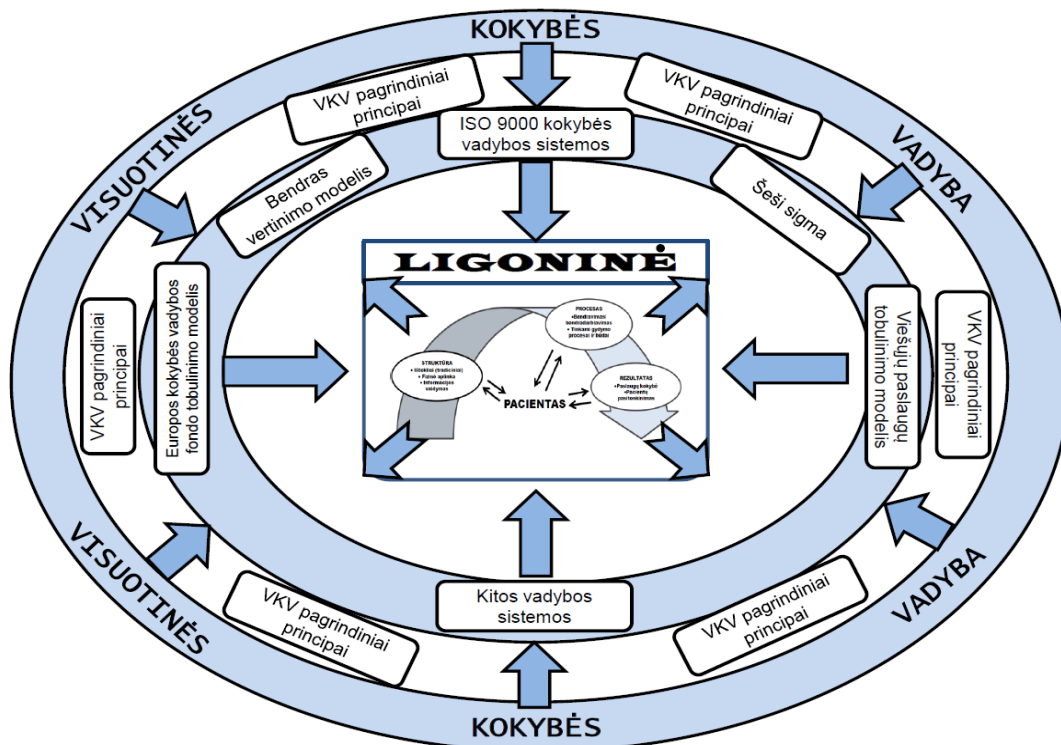 KOKYBĖS
VISUOTINĖS
VADYBA
VKV pagrindiniai
principai
VKV pagrindiniai
principai
ISO 9000 kokybės
vadybos sistemos
Bendras
vertinimo modelis
Šeši sigma
LIGONINĖ
PROCESAS
STRUKTŪRA
REZULTATAS
• Paslaugų kokybė
PACIENTAS
VKV pagrindiniai
principai
Europos kokybės vadybos
fondo tobulinimo modelis
Viešųjų paslaugų
tobulinimo modelis
VKV pagrindiniai
principai
Kitos vadybos
sistemos
VKV pagrindiniai
principai
VKV pagrindiniai
principai
VISUOTINĖS
VADYBA
KOKYBĖS